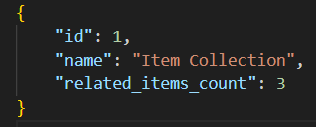 {
    "id": 1,
    "name": "Item Collection",
    "related_items_count": 3
}